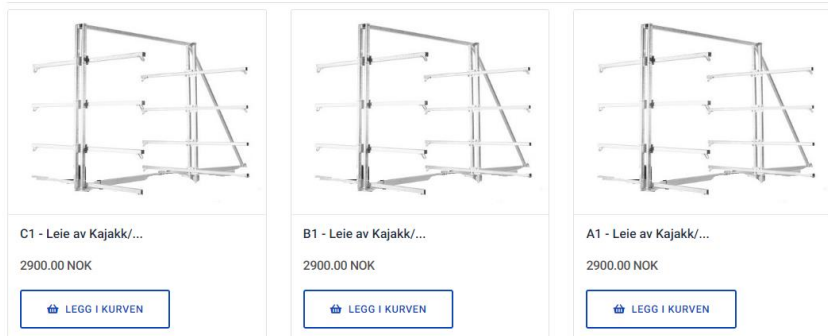 C1 - Leie av Kajakk/...
2900.00 NOK
LEGG I KURVEN
B1 - Leie av Kajakk/...
2900.00 NOK
LEGG I KURVEN
A1 - Leie av Kajakk/...
2900.00 NOK
LEGG I KURVEN